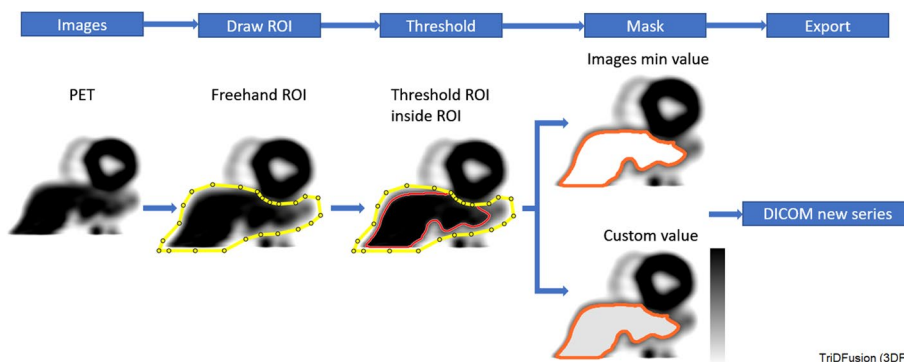 Images
Draw ROI
Threshold
Mask
Export
Images min value
PET
Freehand ROI
Threshold ROI
inside ROI
DICOM new series
Custom value
TriDFusion (3DF